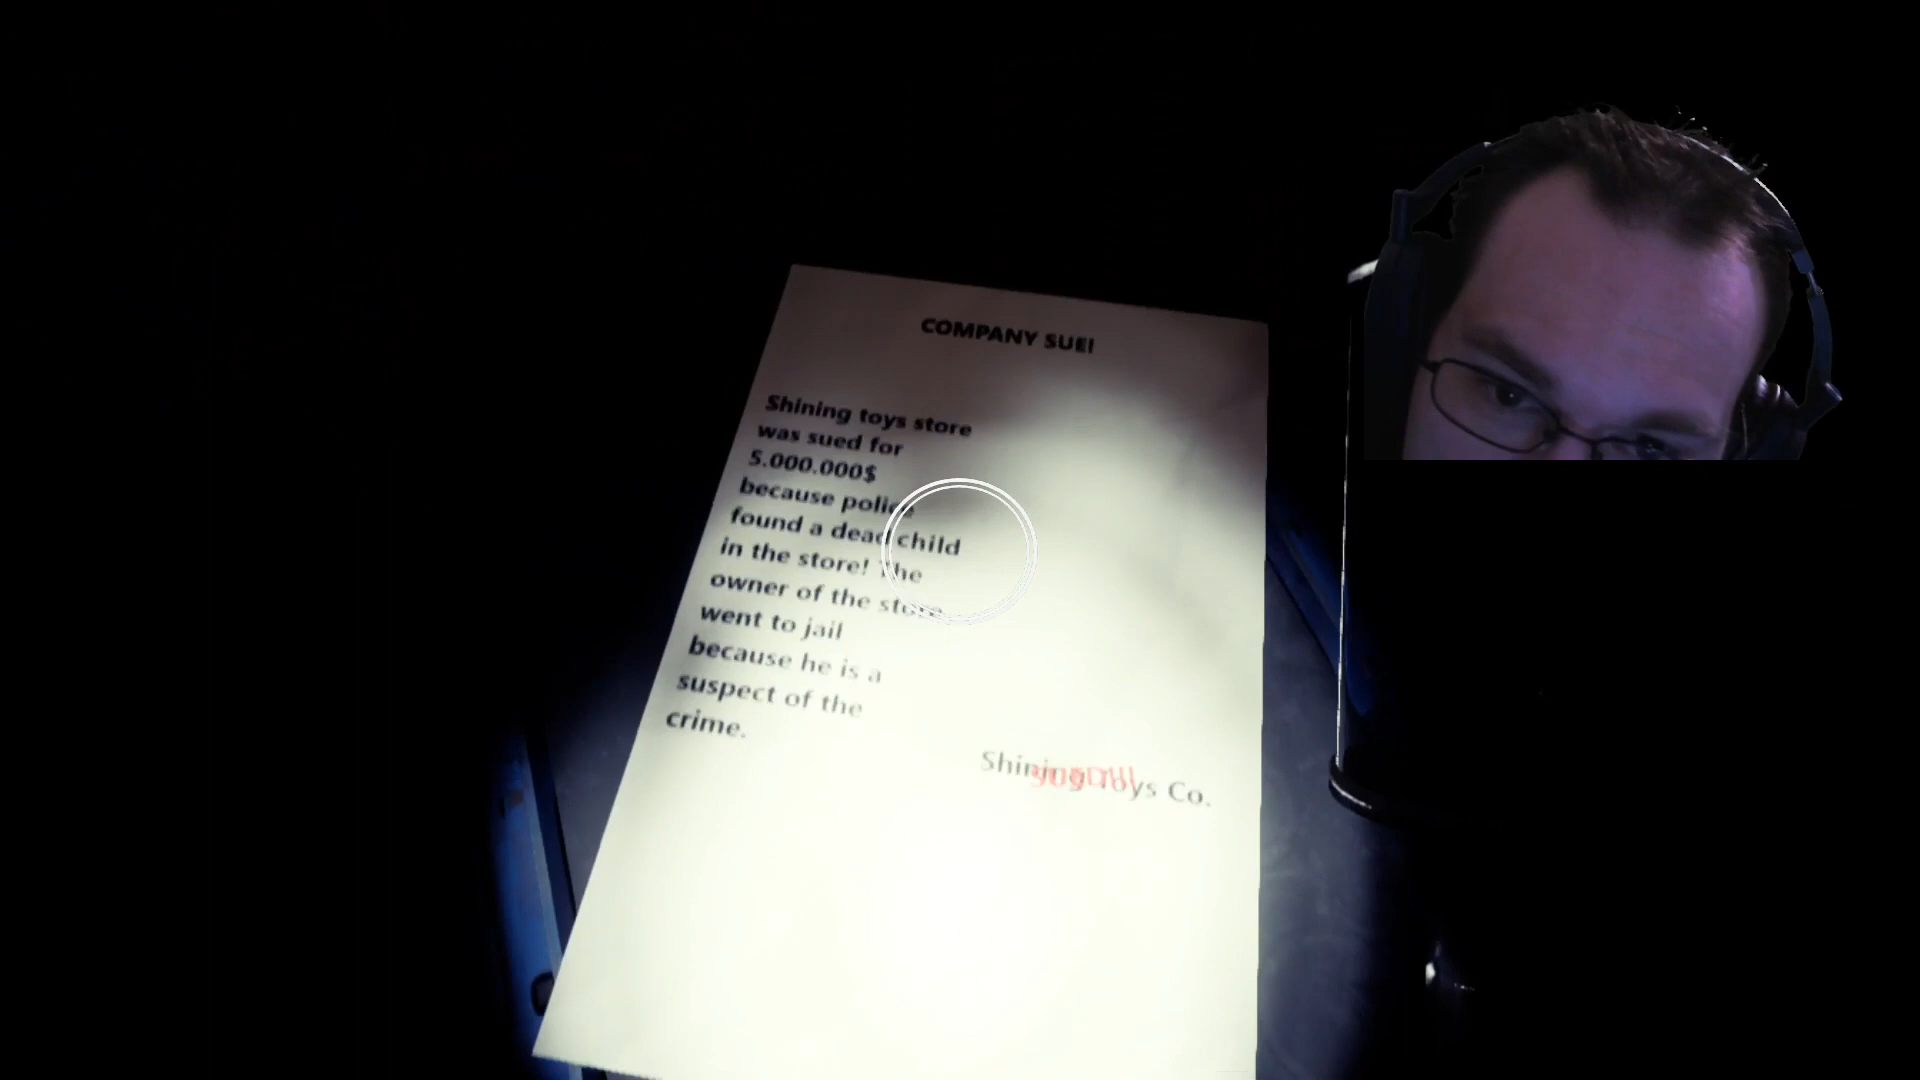 COMPANY SUE!
Shining toys store
was sued for
5.000.000$
because police
found a dead child
in the store! The
owner of the store
went to jail
because he is a
suspect of the
crime.
Shining Toys Co.